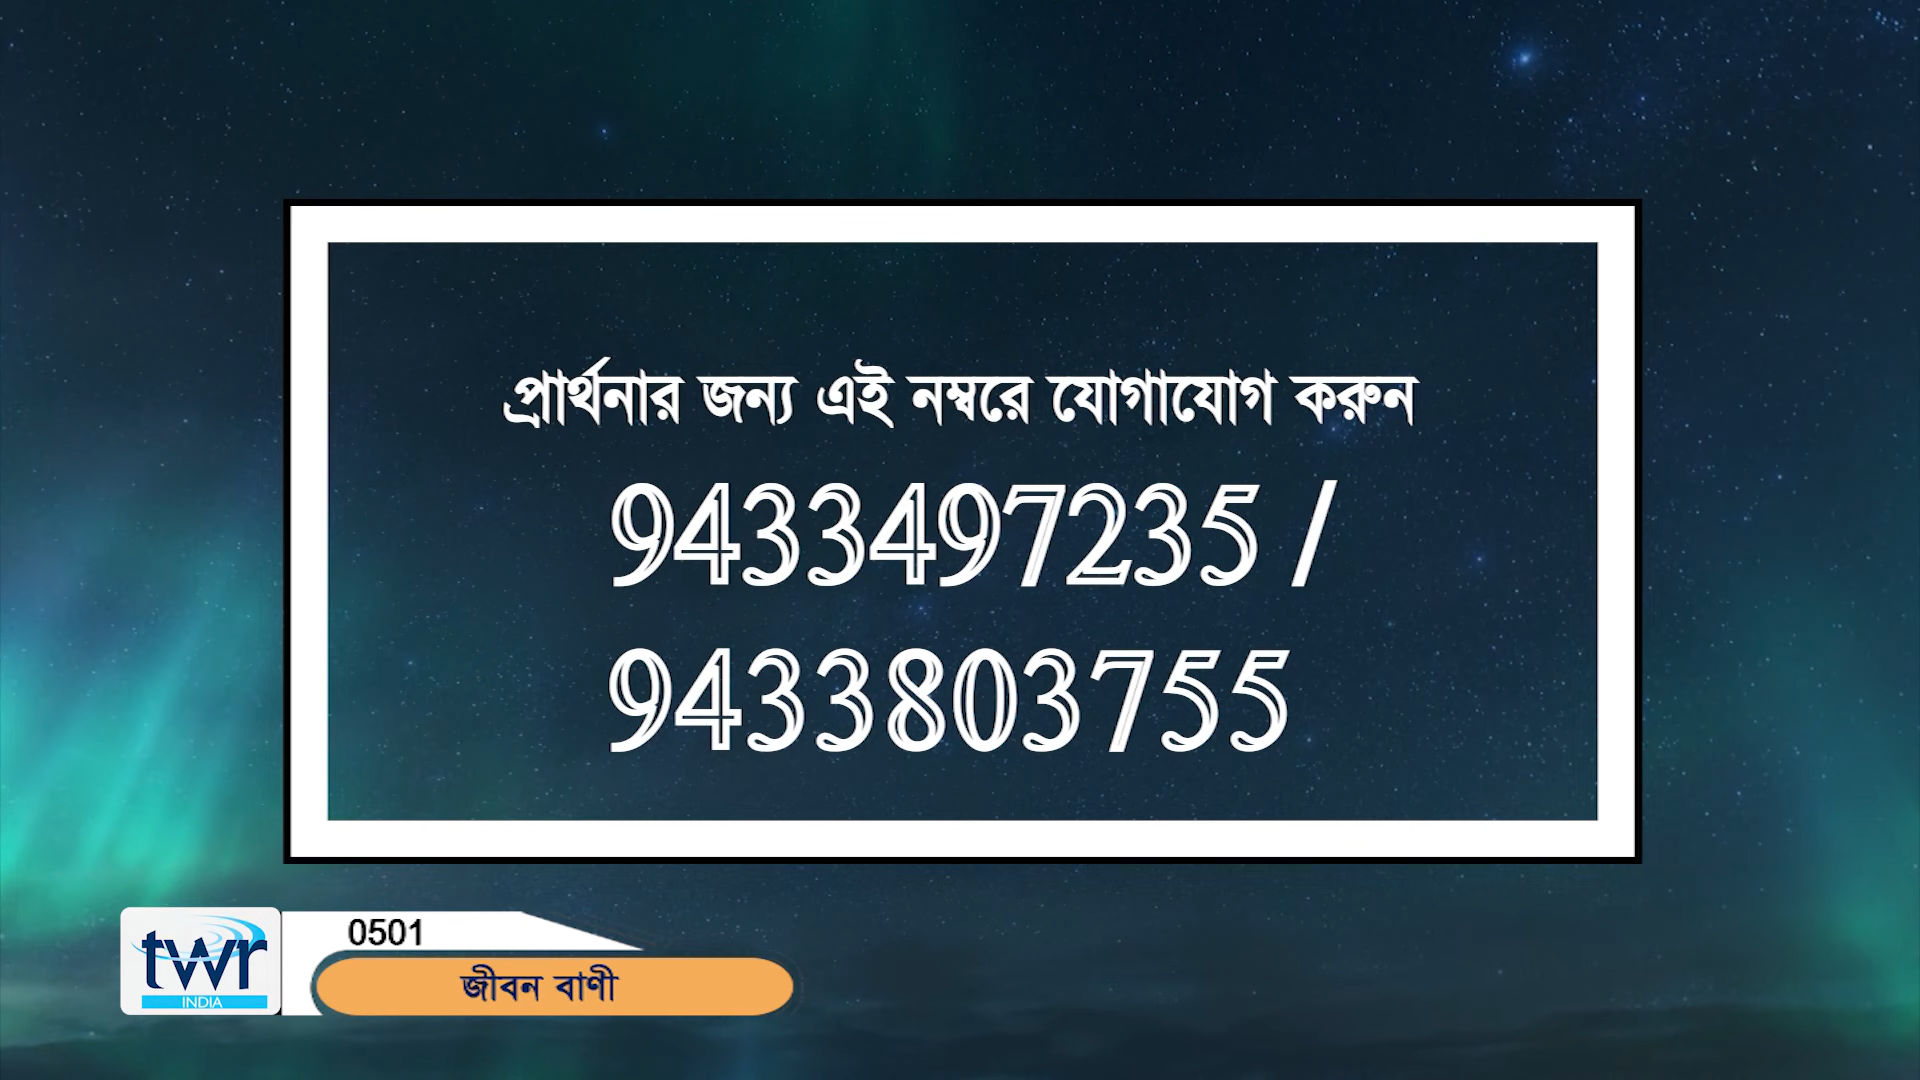 প্রার্থনার জন্য এই নম্বরে যোগাযোগ করুন
9433497235 /
9433803755
0501
twr
INDIA
জীবন বাণী